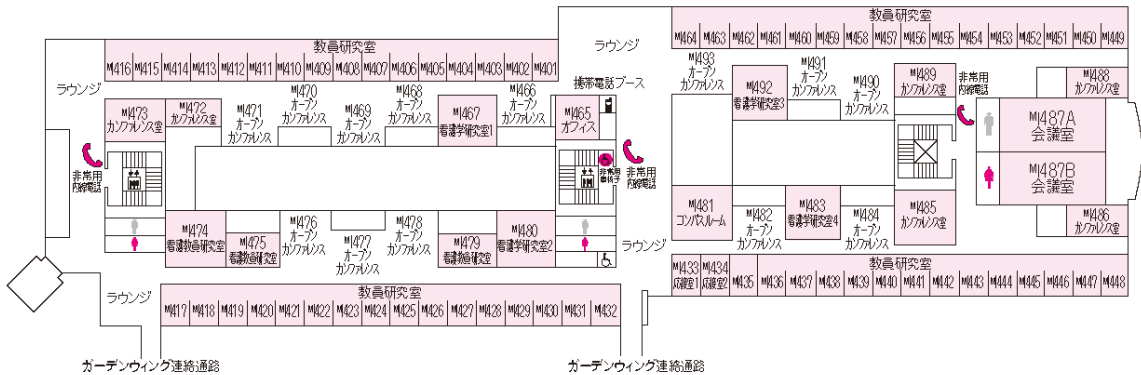 教員研究室
M416 M415 M414 M413 M412 M411 M410 M409 M408 M407 M406 M405 M404 M403 M402 M401
ラウンジ
ラウンジ
携帯電話ブース
M473
カンファレンス室
M472
カンファレンス室
M471
オープン
カンファレンス
M470
オープン
カンファレンス
M469
オープン
カンファレンス
M468
オープン
カンファレンス
M467
看護学研究室1
M466
オープン
カンファレンス
M465
オフィス
非常用
内線電話
非常用
車椅子
非常用
内線電話
M474
看護教員研究室
M475
看護教員研究室
M476
オープン
カンファレンス
M477
オープン
カンファレンス
M478
オープン
カンファレンス
M479
看護教員研究室
M480
看護学研究室2
ラウンジ
ラウンジ
教員研究室
M417 M418 M419 M420 M421 M422 M423 M424 M425 M426 M427 M428 M429 M430 M431 M432
ガーデンウィング連絡通路
ガーデンウィング連絡通路
教員研究室
M464 M463 M462 M461 M460 M459 M458 M457 M456 M455 M454 M453 M452 M451 M450 M449
M493
オープン
カンファレンス
M492
看護学研究室3
M491
オープン
カンファレンス
M490
オープン
カンファレンス
M489
カンファレンス室
非常用
内線電話
M488
カンファレンス室
M487A
会議室
M487B
会議室
M481
コンパスルーム
M482
オープン
カンファレンス
M483
看護学研究室4
M484
オープン
カンファレンス
M485
カンファレンス室
M486
カンファレンス室
教員研究室
M433
応接室1
M434
応接室2
M435 M436 M437 M438 M439 M440 M441 M442 M443 M444 M445 M446 M447 M448